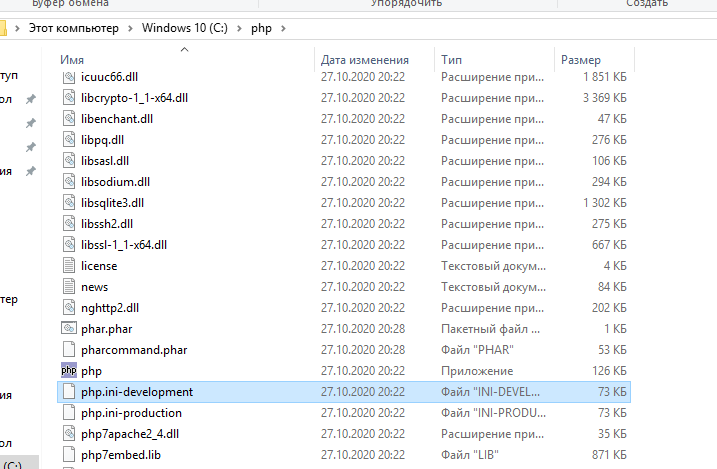 Буфер обмена Упорядочить Создать
Этот компьютер > Windows 10 (C:) > php >
Имя Дата изменения Тип Размер
icuuc66.dll 27.10.2020 20:22 Расширение при... 1 851 КБ
libcrypto-1_1-x64.dll 27.10.2020 20:22 Расширение при... 3 369 КБ
libenchant.dll 27.10.2020 20:22 Расширение при... 47 КБ
libpq.dll 27.10.2020 20:22 Расширение при... 276 КБ
libsasl.dll 27.10.2020 20:22 Расширение при... 106 КБ
libsodium.dll 27.10.2020 20:22 Расширение при... 294 КБ
libsqlite3.dll 27.10.2020 20:22 Расширение при... 1 302 КБ
libssh2.dll 27.10.2020 20:22 Расширение при... 275 КБ
libssl-1_1-x64.dll 27.10.2020 20:22 Расширение при... 667 КБ
license 27.10.2020 20:22 Текстовый докум... 4 КБ
news 27.10.2020 20:22 Текстовый докум... 84 КБ
nghttp2.dll 27.10.2020 20:22 Расширение при... 202 КБ
phar.phar 27.10.2020 20:28 Пакетный файл ... 1 КБ
pharcommand.phar 27.10.2020 20:28 Файл "PHAR" 53 КБ
php php 27.10.2020 20:22 Приложение 126 КБ
php.ini-development 27.10.2020 20:22 Файл "INI-DEVEL... 73 КБ
php.ini-production 27.10.2020 20:22 Файл "INI-PRODU... 73 КБ
php7apache2_4.dll 27.10.2020 20:22 Расширение при... 35 КБ
php7embed.lib 27.10.2020 20:22 Файл "LIB" 871 КБ
туп
ол
ия
тер
ия
ол
(C:)